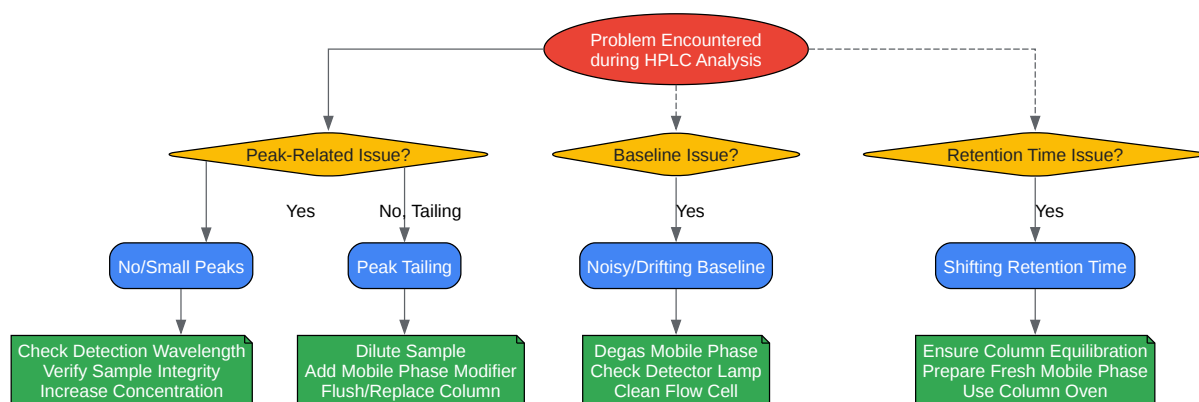 Problem Encountered
during HPLC Analysis
Peak-Related Issue?
Baseline Issue?
Retention Time Issue?
Yes
No, Tailing
Yes
Yes
No/Small Peaks
Peak Tailing
Noisy/Drifting Baseline
Shifting Retention Time
Check Detection Wavelength
Verify Sample Integrity
Increase Concentration
Dilute Sample
Add Mobile Phase Modifier
Flush/Replace Column
Degas Mobile Phase
Check Detector Lamp
Clean Flow Cell
Ensure Column Equilibration
Prepare Fresh Mobile Phase
Use Column Oven